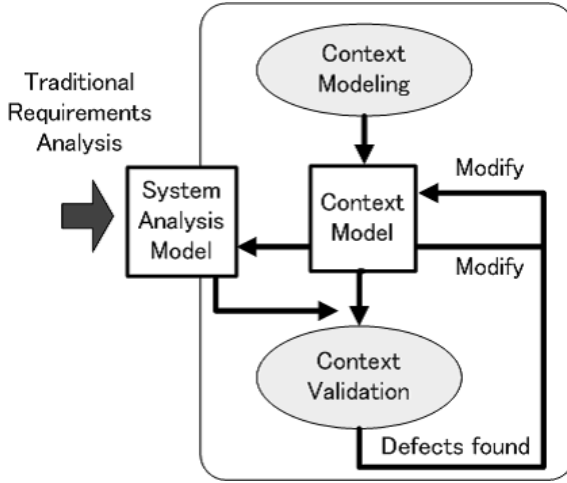 Context
Modeling
Traditional
Requirements
Analysis
System
Analysis
Model
Context
Model
Modify
Modify
Context
Validation
Defects found